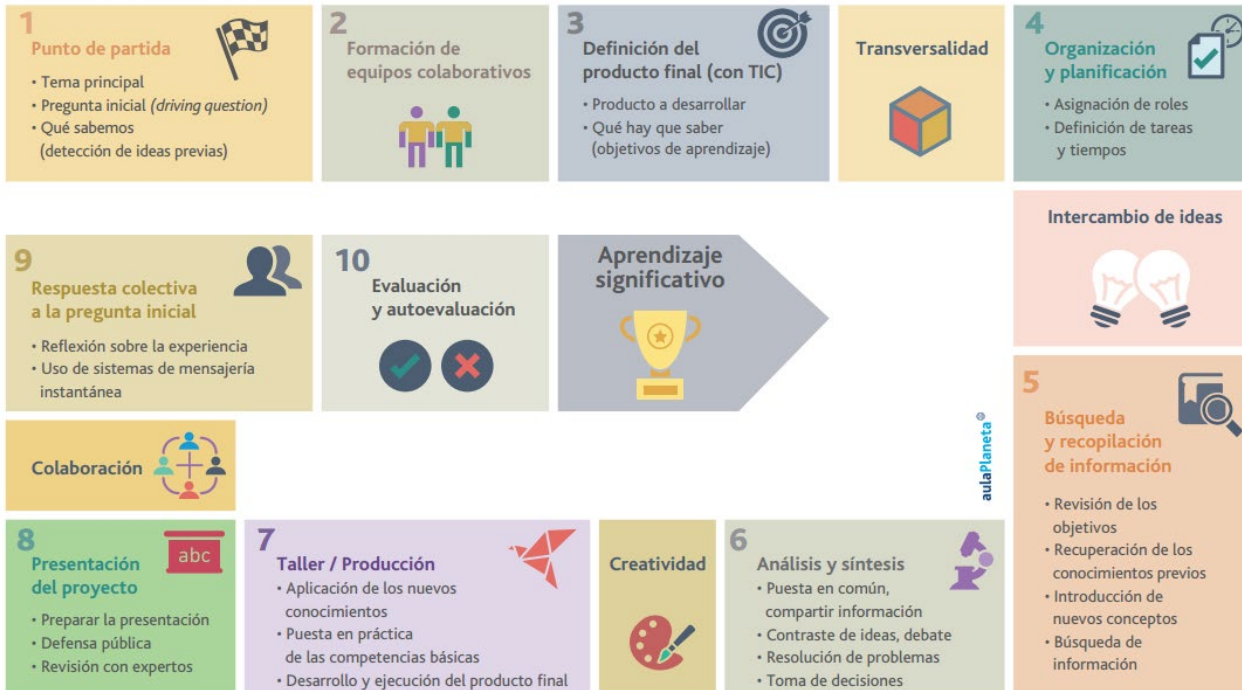 1
Punto de partida
• Tema principal
• Pregunta inicial (driving question)
• Qué sabemos
(detección de ideas previas)
2
Formación de
equipos colaborativos
3
Definición del
producto final (con TIC)
• Producto a desarrollar
• Qué hay que saber
(objetivos de aprendizaje)
Transversalidad
4
Organización
y planificación
• Asignación de roles
• Definición de tareas
y tiempos
Intercambio de ideas
5
Búsqueda
y recopilación
de información
• Revisión de los
objetivos
• Recuperación de los
conocimientos previos
• Introducción de
nuevos conceptos
• Búsqueda de
información
6
Análisis y síntesis
• Puesta en común,
compartir información
• Contraste de ideas, debate
• Resolución de problemas
• Toma de decisiones
Creatividad
7
Taller / Producción
• Aplicación de los nuevos
conocimientos
• Puesta en práctica
de las competencias básicas
• Desarrollo y ejecución del producto final
8
abc
Presentación
del proyecto
• Preparar la presentación
• Defensa pública
• Revisión con expertos
Colaboración
9
Respuesta colectiva
a la pregunta inicial
• Reflexión sobre la experiencia
• Uso de sistemas de mensajería
instantánea
10
Evaluación
y autoevaluación
Aprendizaje
significativo
aulaPlaneta